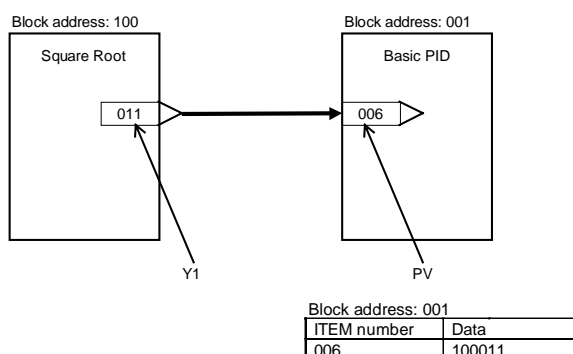 Block address: 100
Block address: 001
Square Root
Basic PID
011
006
Y1
PV
Block address: 001
ITEM number Data
006 100011